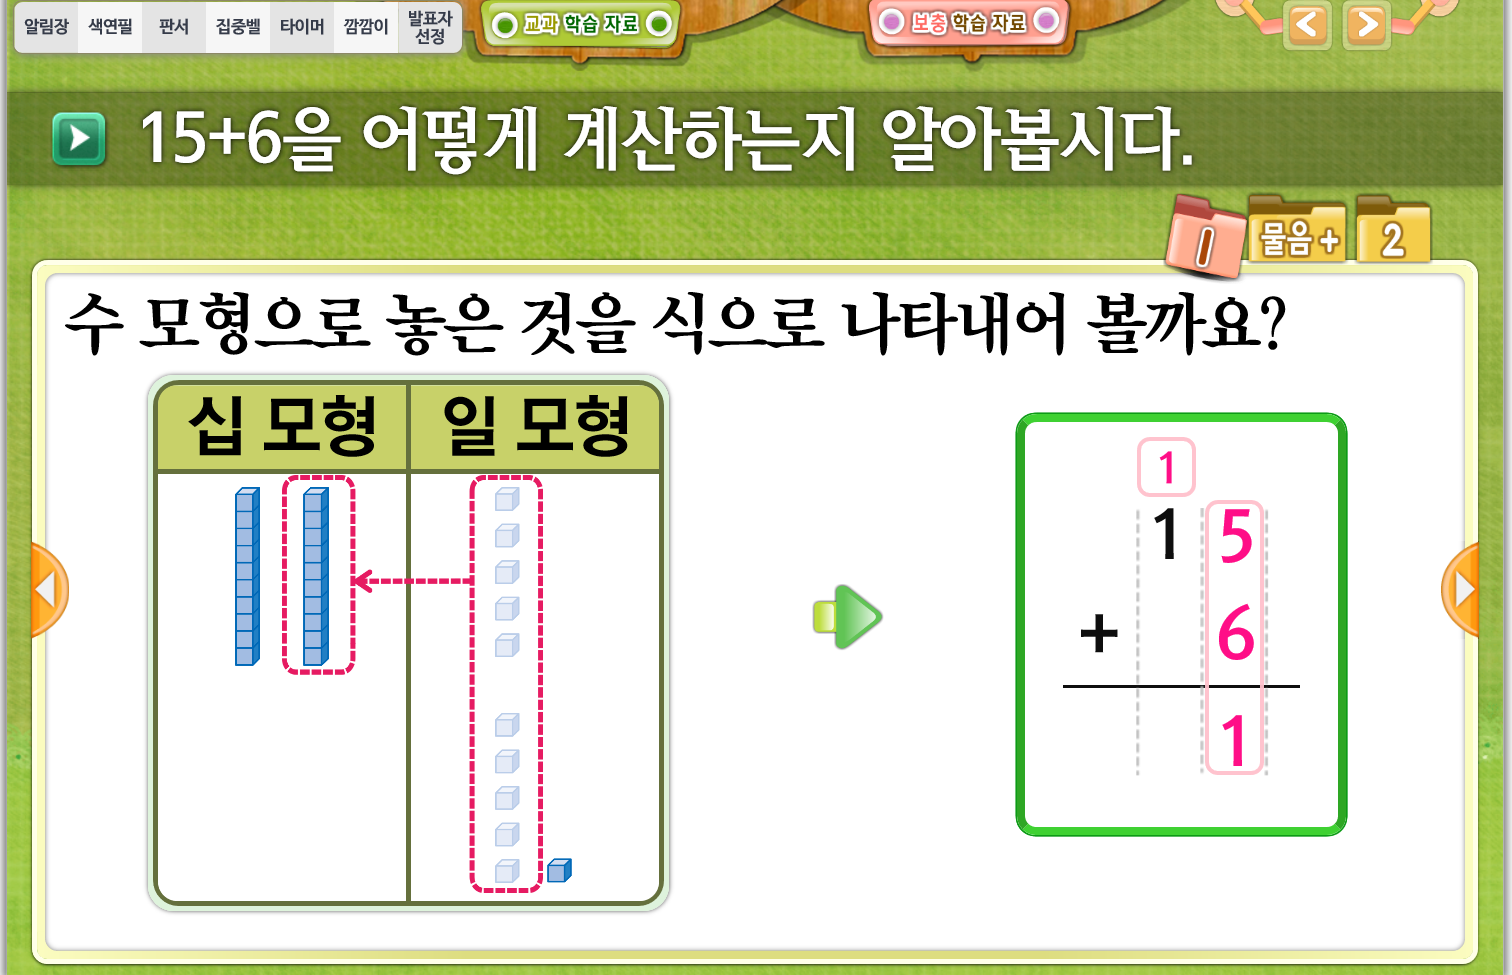 알림장 색연필 판서 집중벨 타이머 깜깜이 발표자 선정
교과 학습 자료 보충 학습 자료
15+6을 어떻게 계산하는지 알아봅시다.
1 물음+ 2
수 모형으로 놓은 것을 식으로 나타내어 볼까요?
십 모형 일 모형
1
1 5
+ 6
1